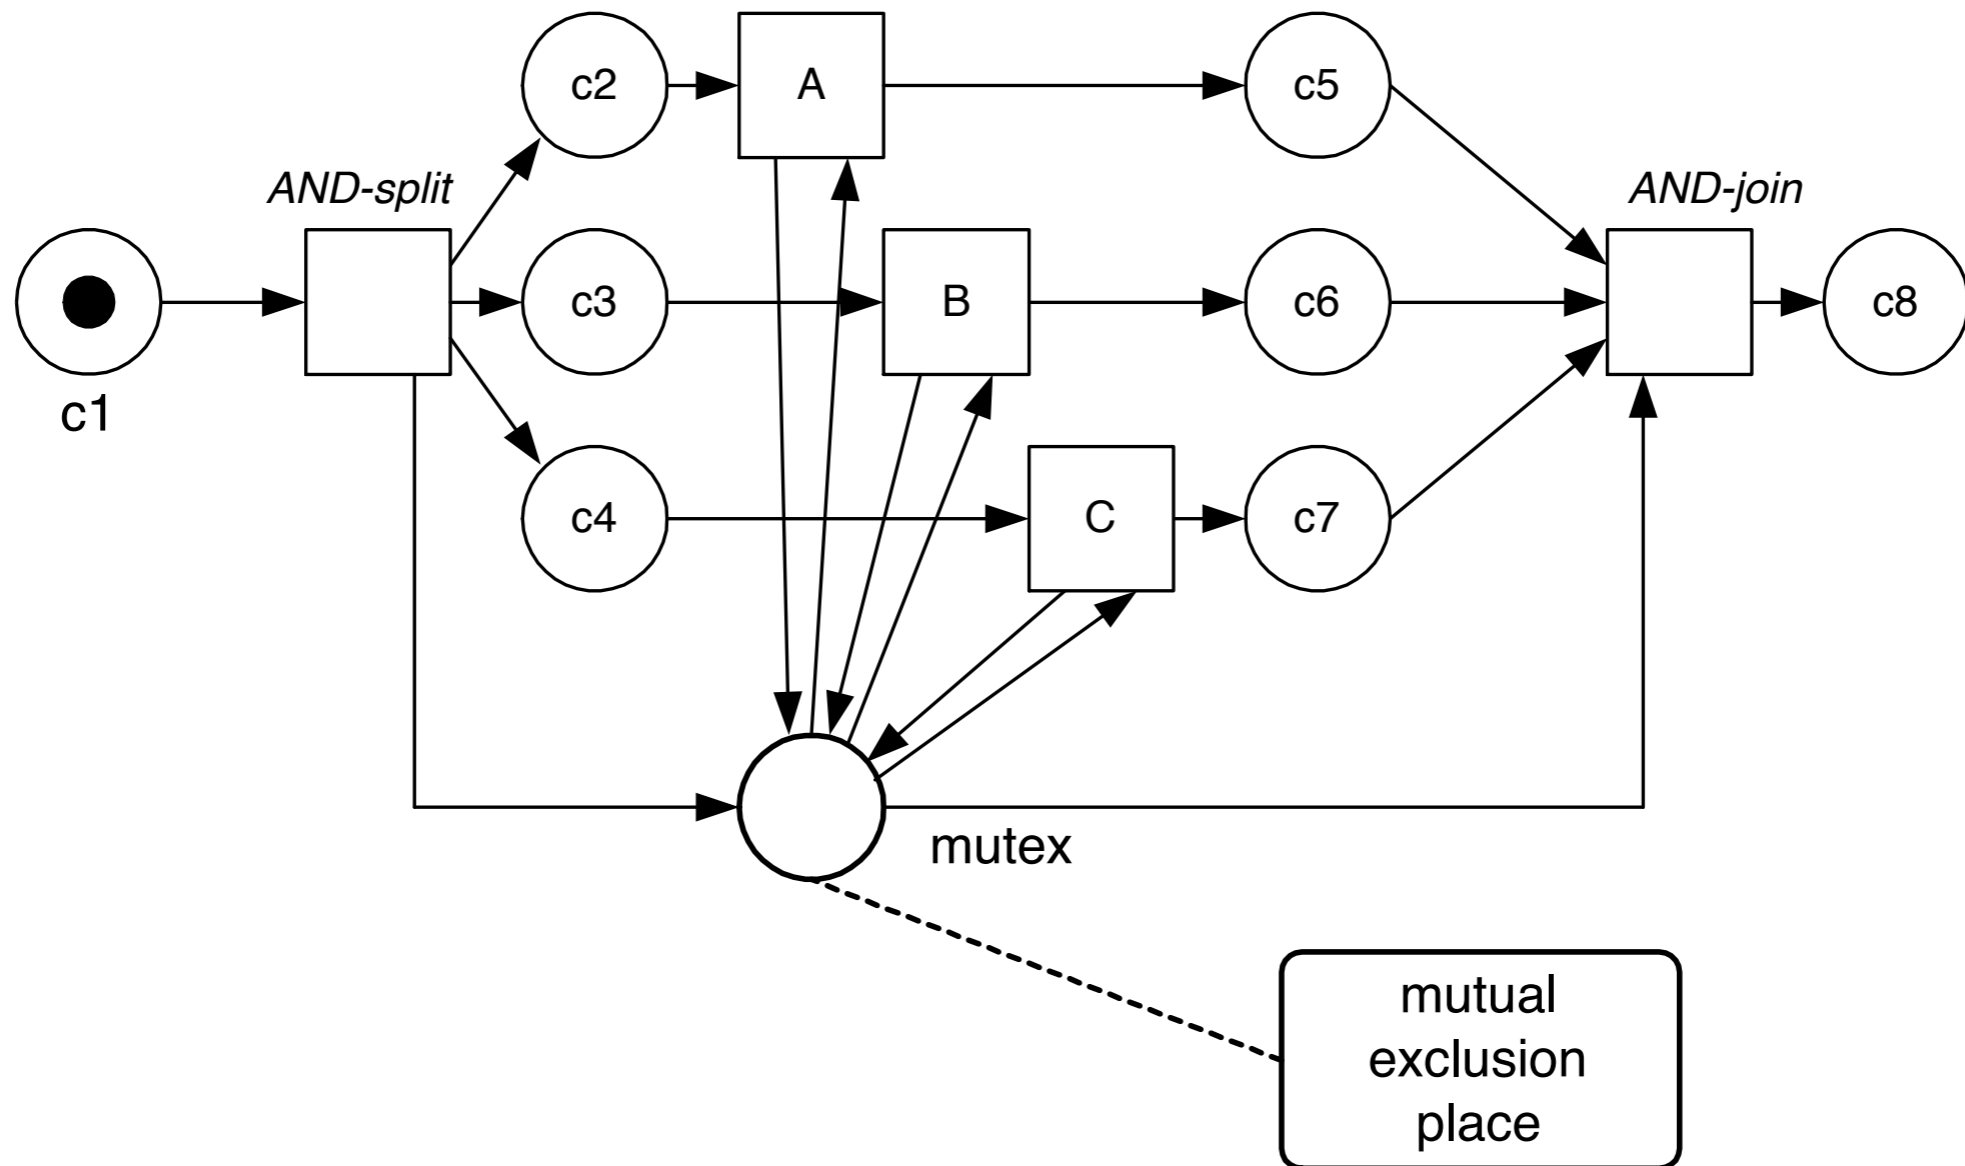 c2
A
c5
AND-split
AND-join
c3
B
c6
c8
c1
c4
C
c7
mutex
mutual
exclusion
place